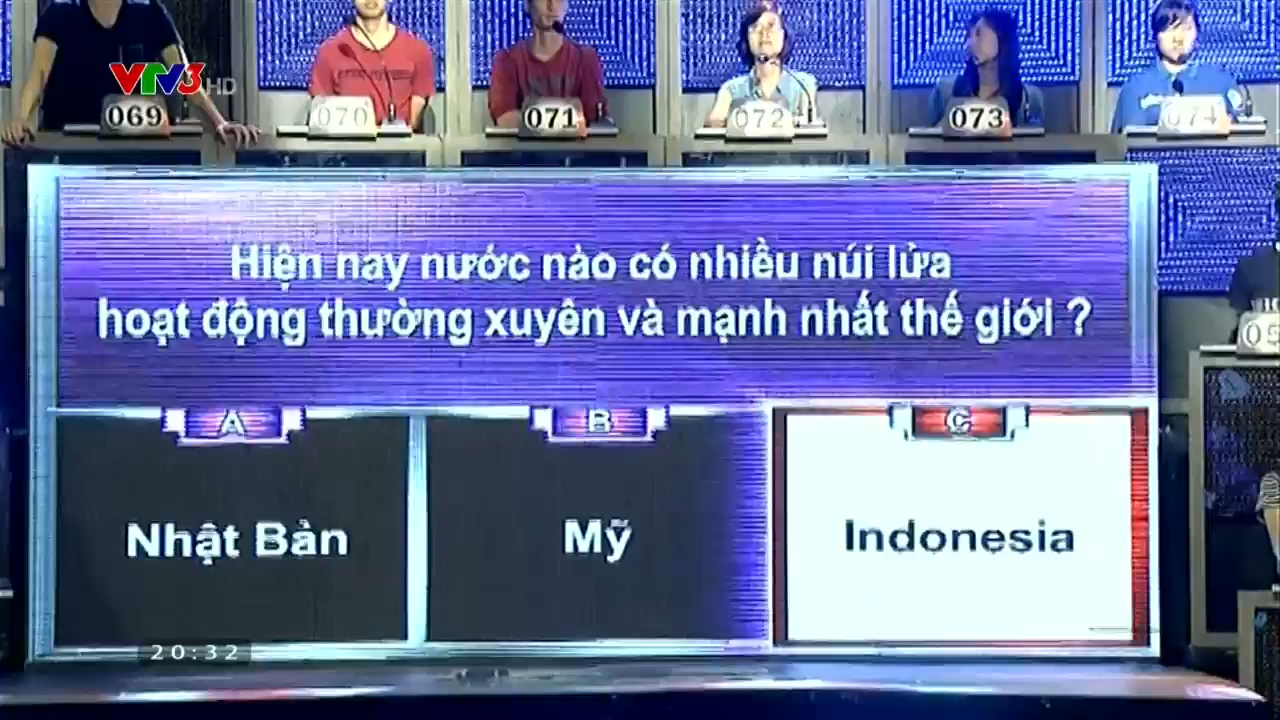 VTV3 HD
069
070
071
072
073
074
Hiện nay nước nào có nhiều núi lửa
hoạt động thường xuyên và mạnh nhất thế giới ?
A
B
C
Nhật Bản
Mỹ
Indonesia
20:32